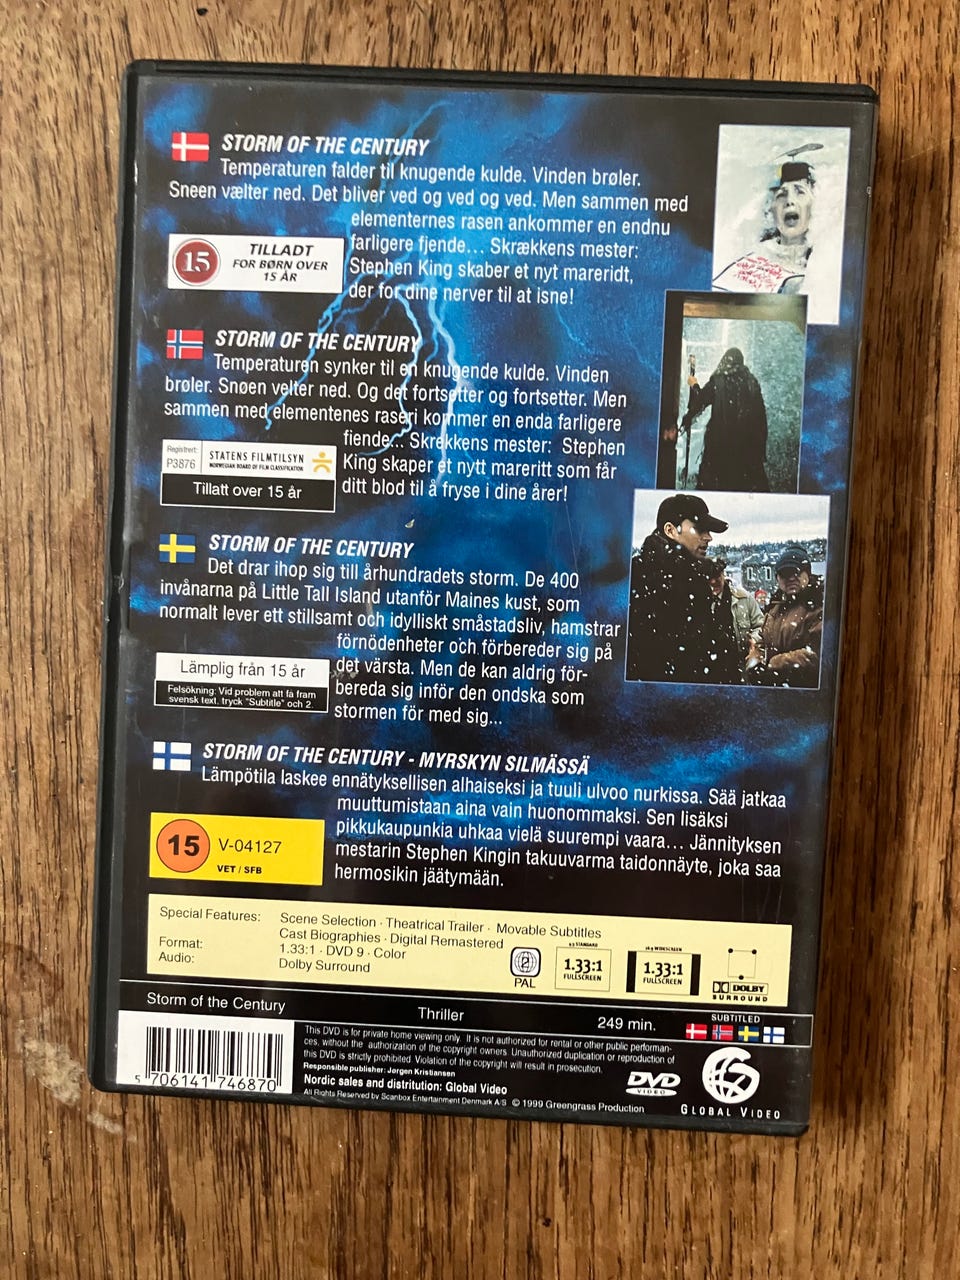 STORM OF THE CENTURY
Temperaturen falder til knugende kulde. Vinden brøler.
Sneen vælter ned. Det bliver ved og ved og ved. Men sammen med
elementernes rasen ankommer en endnu
farligere fjende... Skrækkens mester:
Stephen King skaber et nyt mareridt,
der for dine nerver til at isne!
15
TILLADT
FOR BØRN OVER
15 ÅR
STORM OF THE CENTURY
Temperaturen synker til en knugende kulde. Vinden
brøler. Snøen velter ned. Og det fortsetter og fortsetter. Men
sammen med elementenes raseri kommer en enda farligere
fiende... Skrekkens mester: Stephen
King skaper et nytt mareritt som får
ditt blod til å fryse i dine årer!
Registrert:
P3876
STATENS FILMTILSYN
NORWEGIAN BOARD OF FILM CLASSIFICATION
Tillatt over 15 år
STORM OF THE CENTURY
Det drar ihop sig till århundradets storm. De 400
invånarna på Little Tall Island utanför Maines kust, som
normalt lever ett stillsamt och idylliskt småstadsliv, hamstrar
förnödenheter och förbereder sig på
det värsta. Men de kan aldrig för-
bereda sig inför den ondska som
stormen för med sig...
Lämplig från 15 år
Felsökning: Vid problem att få fram
svensk text, tryck "Subtitle" och 2.
STORM OF THE CENTURY - MYRSKYN SILMÄSSÄ
Lämpötila laskee ennätyksellisen alhaiseksi ja tuuli ulvoo nurkissa. Sää jatkaa
muuttumistaan aina vain huonommaksi. Sen lisäksi
pikkukaupunkia uhkaa vielä suurempi vaara... Jännityksen
mestarin Stephen Kingin takuuvarma taidonnäyte, joka saa
hermosikin jäätymään.
15
V-04127
VET / SFB
Special Features: Scene Selection · Theatrical Trailer · Movable Subtitles
Cast Biographies · Digital Remastered
Format: 1.33:1 · DVD 9 · Color
Audio: Dolby Surround
2
PAL
4:3 STANDARD
1.33:1
FULLSCREEN
16:9 WIDESCREEN
1.33:1
FULLSCREEN
DOLBY
SURROUND
Storm of the Century
Thriller
249 min.
SUBTITLED
5 706141 746870
This DVD is for private home viewing only. It is not authorized for rental or other public performan-
ces, without the authorization of the copyright owners. Unauthorized duplication or reproduction of
this DVD is strictly prohibited. Violation of the copyright will result in prosecution.
Responsible publisher: Jørgen Kristiansen
Nordic sales and distritution: Global Video
All Rights Reserved by Scanbox Entertainment Denmark A/S © 1999 Greengrass Production
DVD
VIDEO
GLOBAL VIDEO